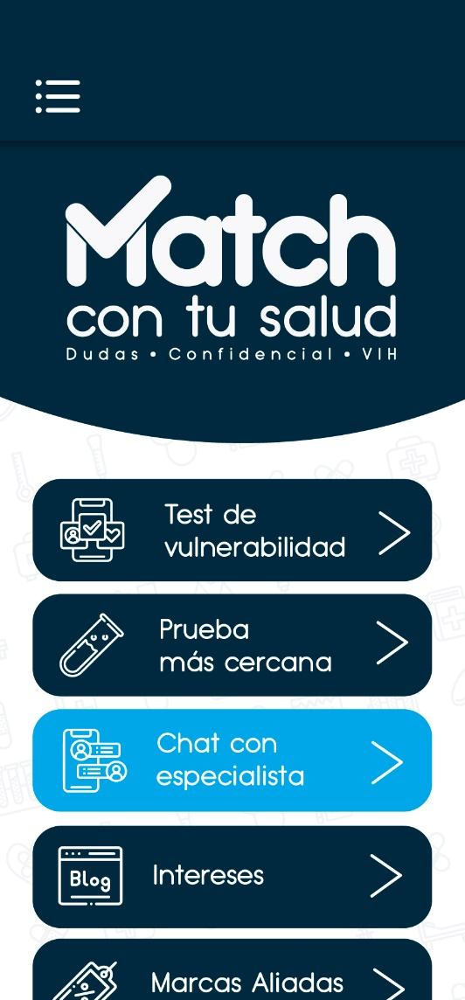 Match
con tu salud
Dudas • Confidencial • VIH
Test de
vulnerabilidad
Prueba
más cercana
Chat con
especialista
Blog
Intereses
Marcas Aliadas